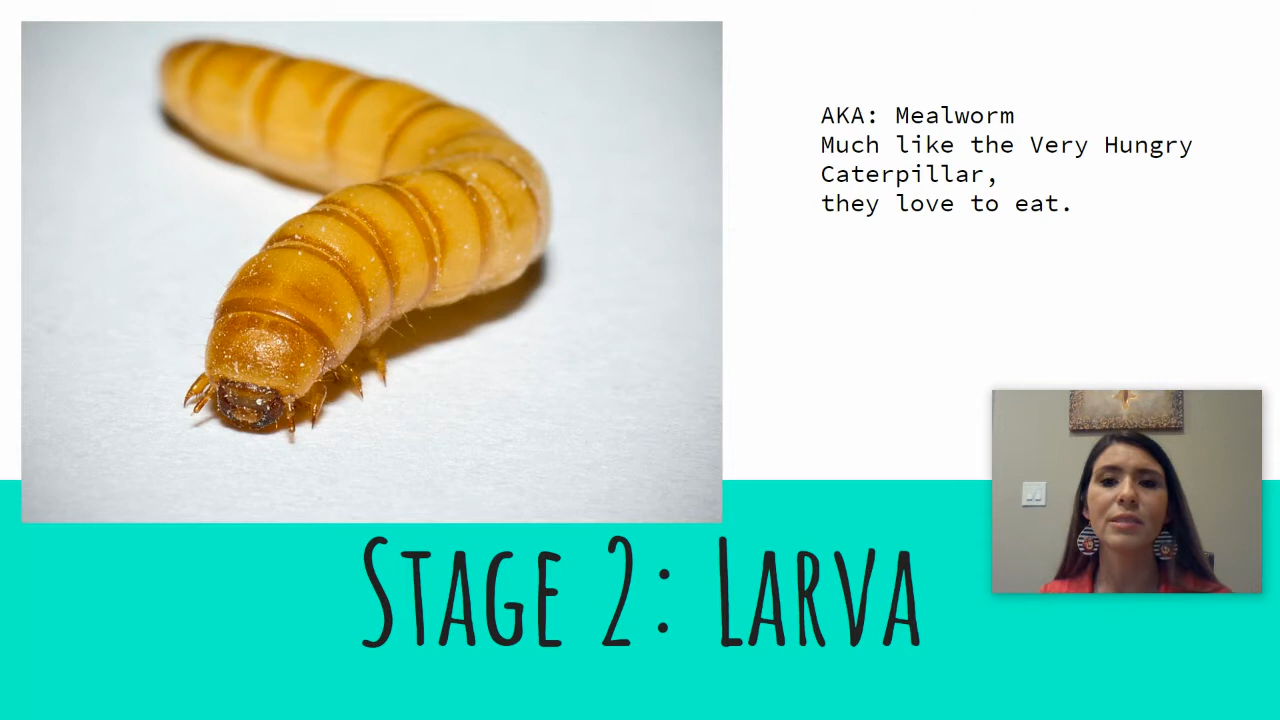 AKA: Mealworm
Much like the Very Hungry
Caterpillar,
they love to eat.
Stage 2: Larva